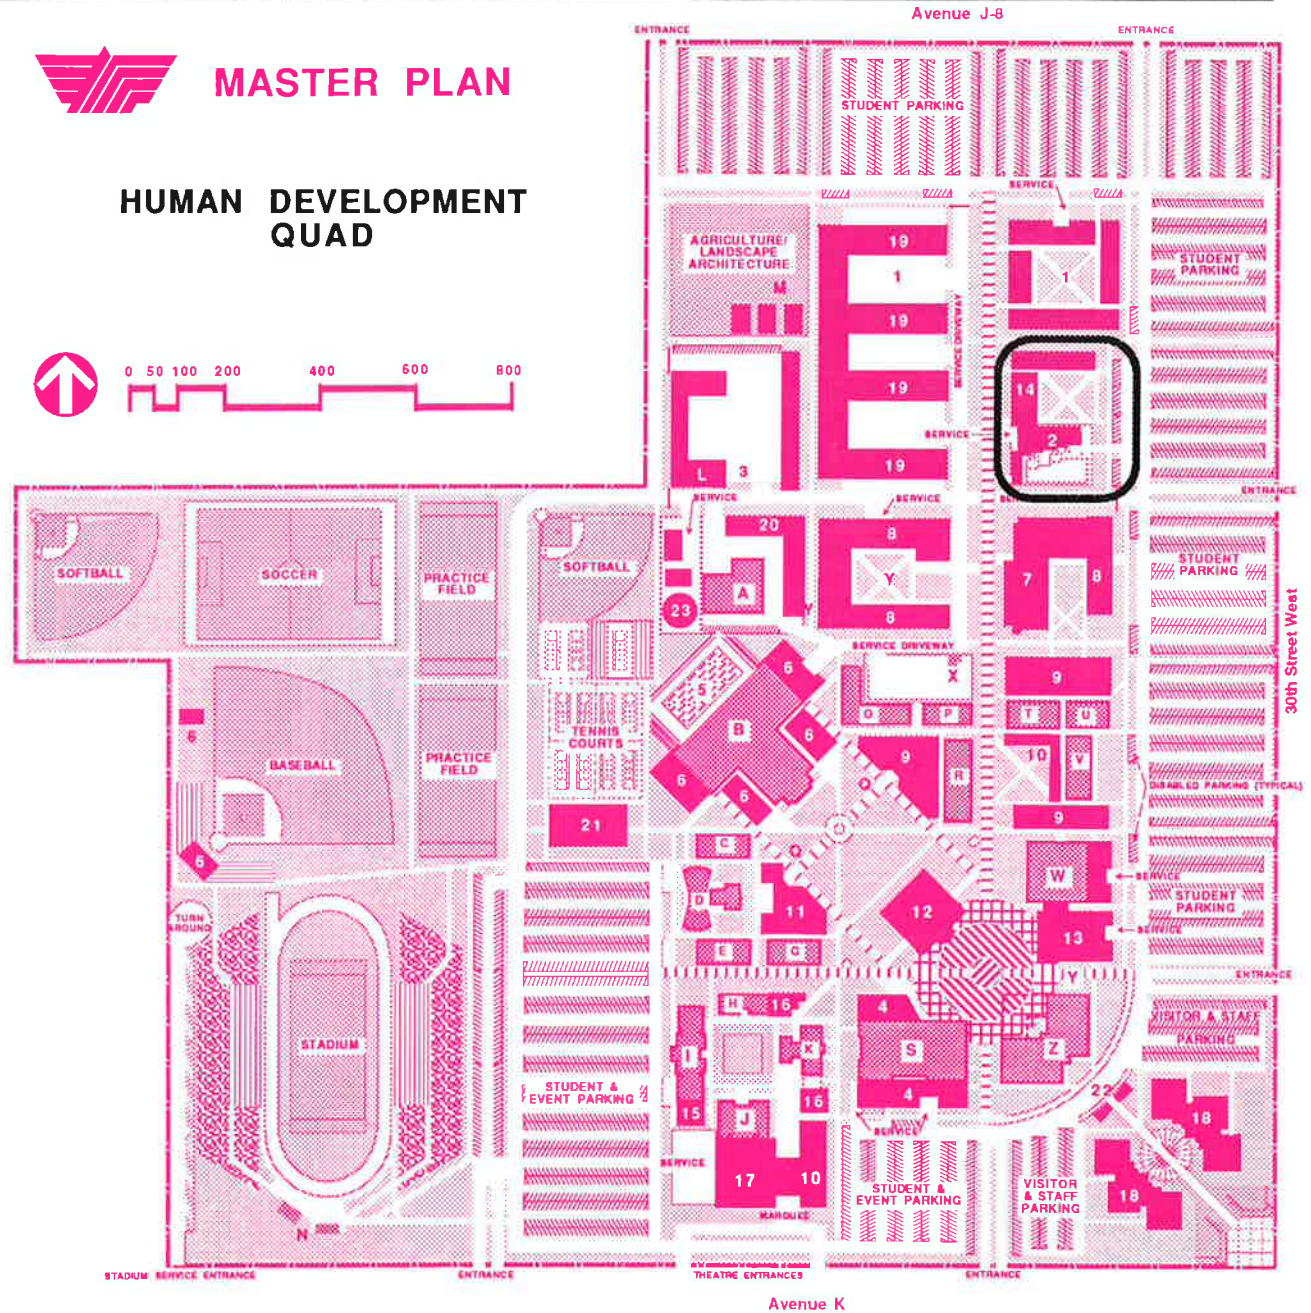 Avenue J-8
ENTRANCE
ENTRANCE
MASTER PLAN
HUMAN DEVELOPMENT
QUAD
STUDENT PARKING
SERVICE
AGRICULTURE/
LANDSCAPE
ARCHITECTURE
M
19
1
19
19
19
SERVICE DRIVEWAY
1
STUDENT
PARKING
0 50 100 200 400 600 800
14
2
SERVICE
L
3
SERVICE
SERVICE
ENTRANCE
SOFTBALL
SOCCER
PRACTICE
FIELD
SOFTBALL
20
A
23
Y
8
Y
8
7
8
STUDENT
PARKING
30th Street West
SERVICE DRIVEWAY
X
6
5
B
6
6
6
O
P
9
T
U
TENNIS
COURTS
6
BASEBALL
PRACTICE
FIELD
9
R
10
V
DISABLED PARKING (TYPICAL)
21
9
C
6
D
11
12
W
SERVICE
STUDENT
PARKING
SERVICE
13
TURN
AROUND
E
G
Y
ENTRANCE
H
16
4
VISITOR & STAFF
PARKING
STADIUM
I
K
S
Z
STUDENT &
EVENT PARKING
15
J
16
4
22
18
SERVICE
SERVICE
17
10
STUDENT &
EVENT PARKING
VISITOR
& STAFF
PARKING
18
MARQUEE
N
STADIUM SERVICE ENTRANCE
ENTRANCE
THEATRE ENTRANCES
ENTRANCE
Avenue K